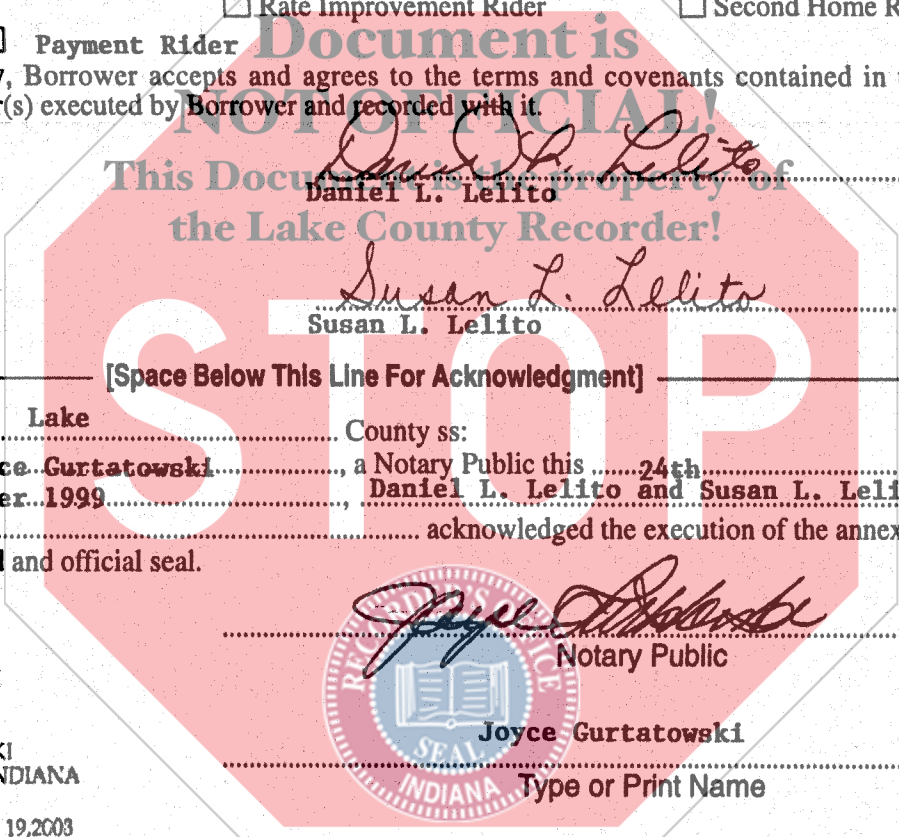 Rate Improvement Rider Second Home R
Payment Rider
Document is
, Borrower accepts and agrees to the terms and covenants contained in
(s) executed by Borrower and recorded with it.
NOT OFFICIAL!
Daniel L. Lelito
This Document is the property of
Daniel L. Lelito
the Lake County Recorder!
Susan L. Lelito
Susan L. Lelito
STOP
[Space Below This Line For Acknowledgment]
Lake County ss:
ce Gurtatowski, a Notary Public this 24th
er 1999, Daniel L. Lelito and Susan L. Leli
acknowledged the execution of the annex
and official seal.
Joyce Gurtatowski
Notary Public
RECORDER'S OFFICE
SEAL
INDIANA
Joyce Gurtatowski
Type or Print Name
KI
NDIANA
19,2003